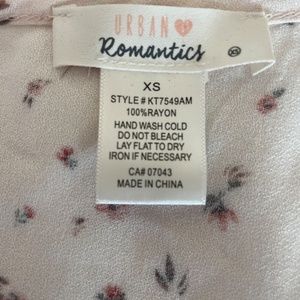 URBAN
Romantics
XS
XS
STYLE # KT7549AM
100%RAYON
HAND WASH COLD
DO NOT BLEACH
LAY FLAT TO DRY
IRON IF NECESSARY
CA# 07043
MADE IN CHINA